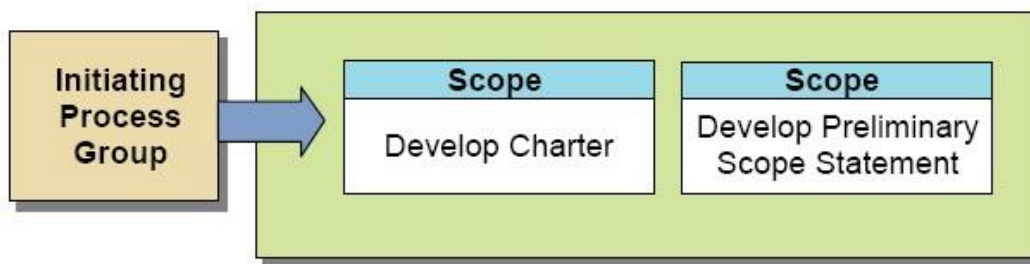 Initiating
Process
Group
Scope
Develop Charter
Scope
Develop Preliminary
Scope Statement